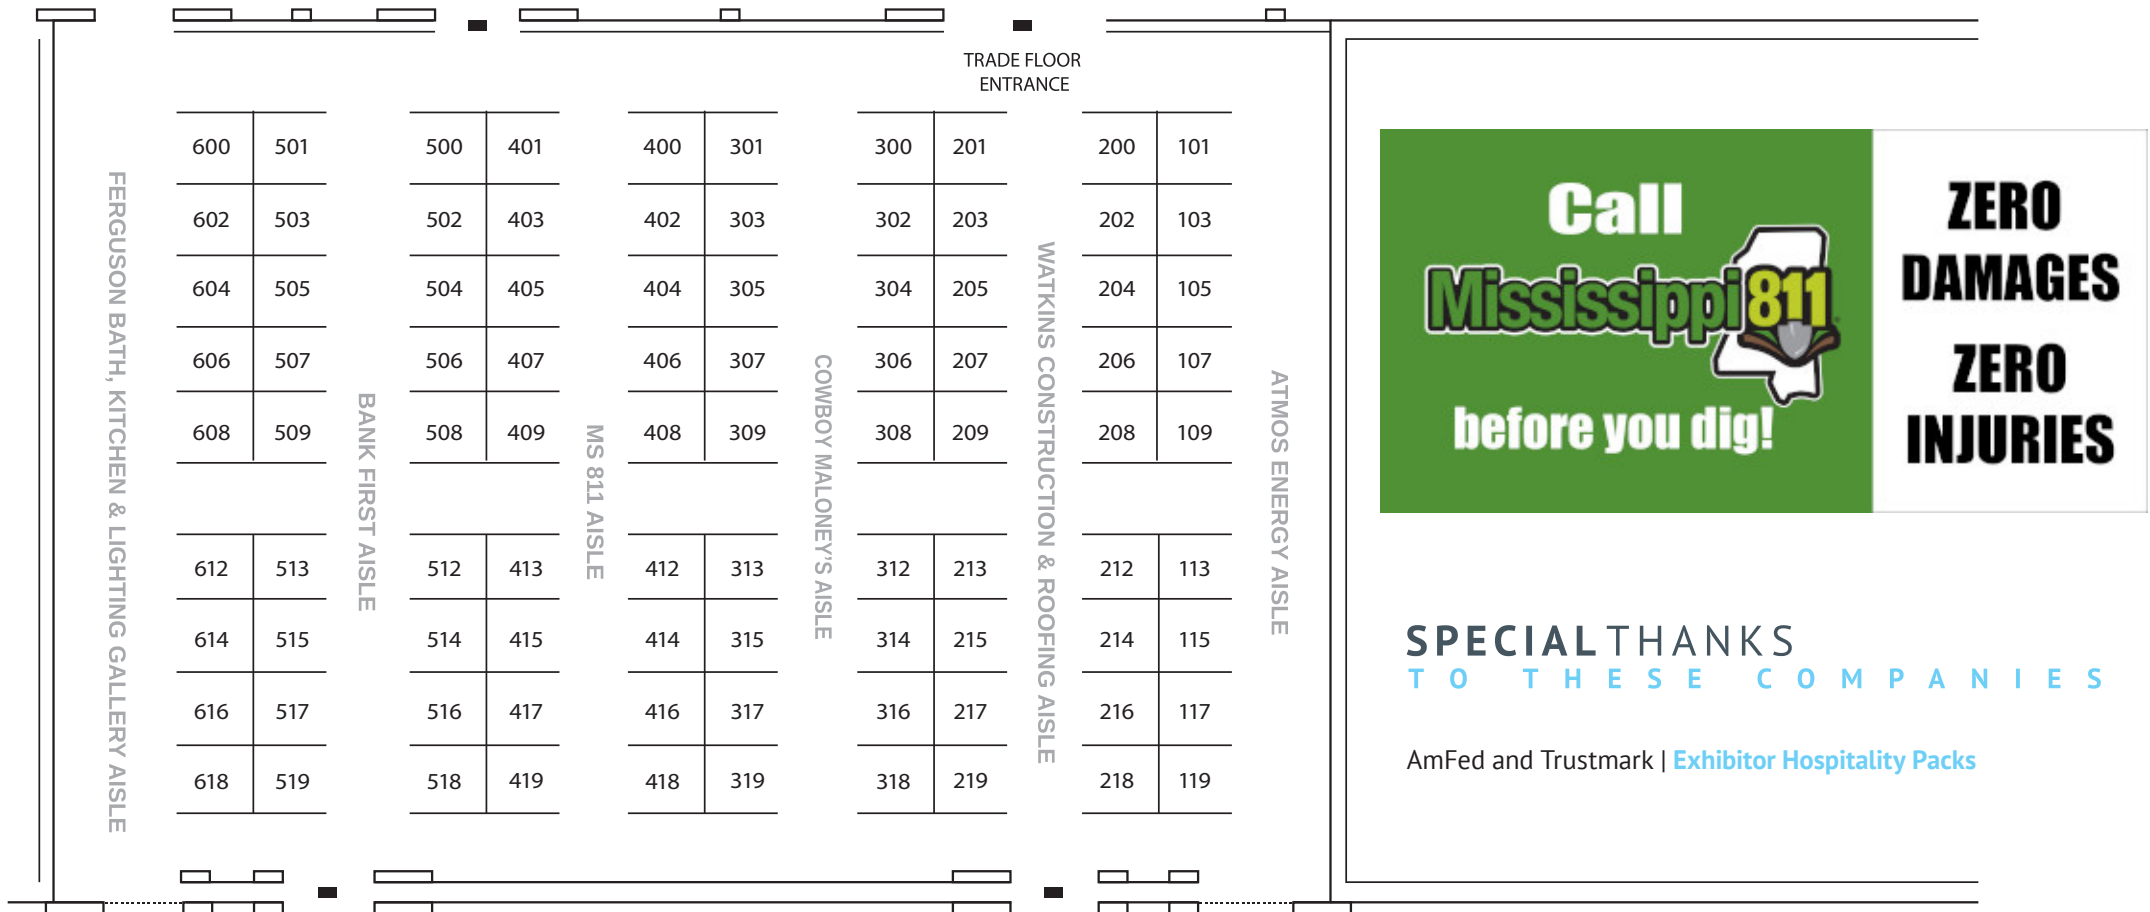 TRADE FLOOR
ENTRANCE
600 501 500 401 400 301 300 201 200 101
602 503 502 403 402 303 302 203 202 103
604 505 504 405 404 305 304 205 204 105
606 507 506 407 406 307 306 207 206 107
608 509 508 409 408 309 308 209 208 109
612 513 512 413 412 313 312 213 212 113
614 515 514 415 414 315 314 215 214 115
616 517 516 417 416 317 316 217 216 117
618 519 518 419 418 319 318 219 218 119
FERGUSON BATH, KITCHEN & LIGHTING GALLERY AISLE
BANK FIRST AISLE
MS 811 AISLE
COWBOY MALONEY'S AISLE
WATKINS CONSTRUCTION & ROOFING AISLE
ATMOS ENERGY AISLE
Call
Mississippi 811
before you dig!
ZERO
DAMAGES
ZERO
INJURIES
SPECIAL THANKS
TO THESE COMPANIES
AmFed and Trustmark | Exhibitor Hospitality Packs